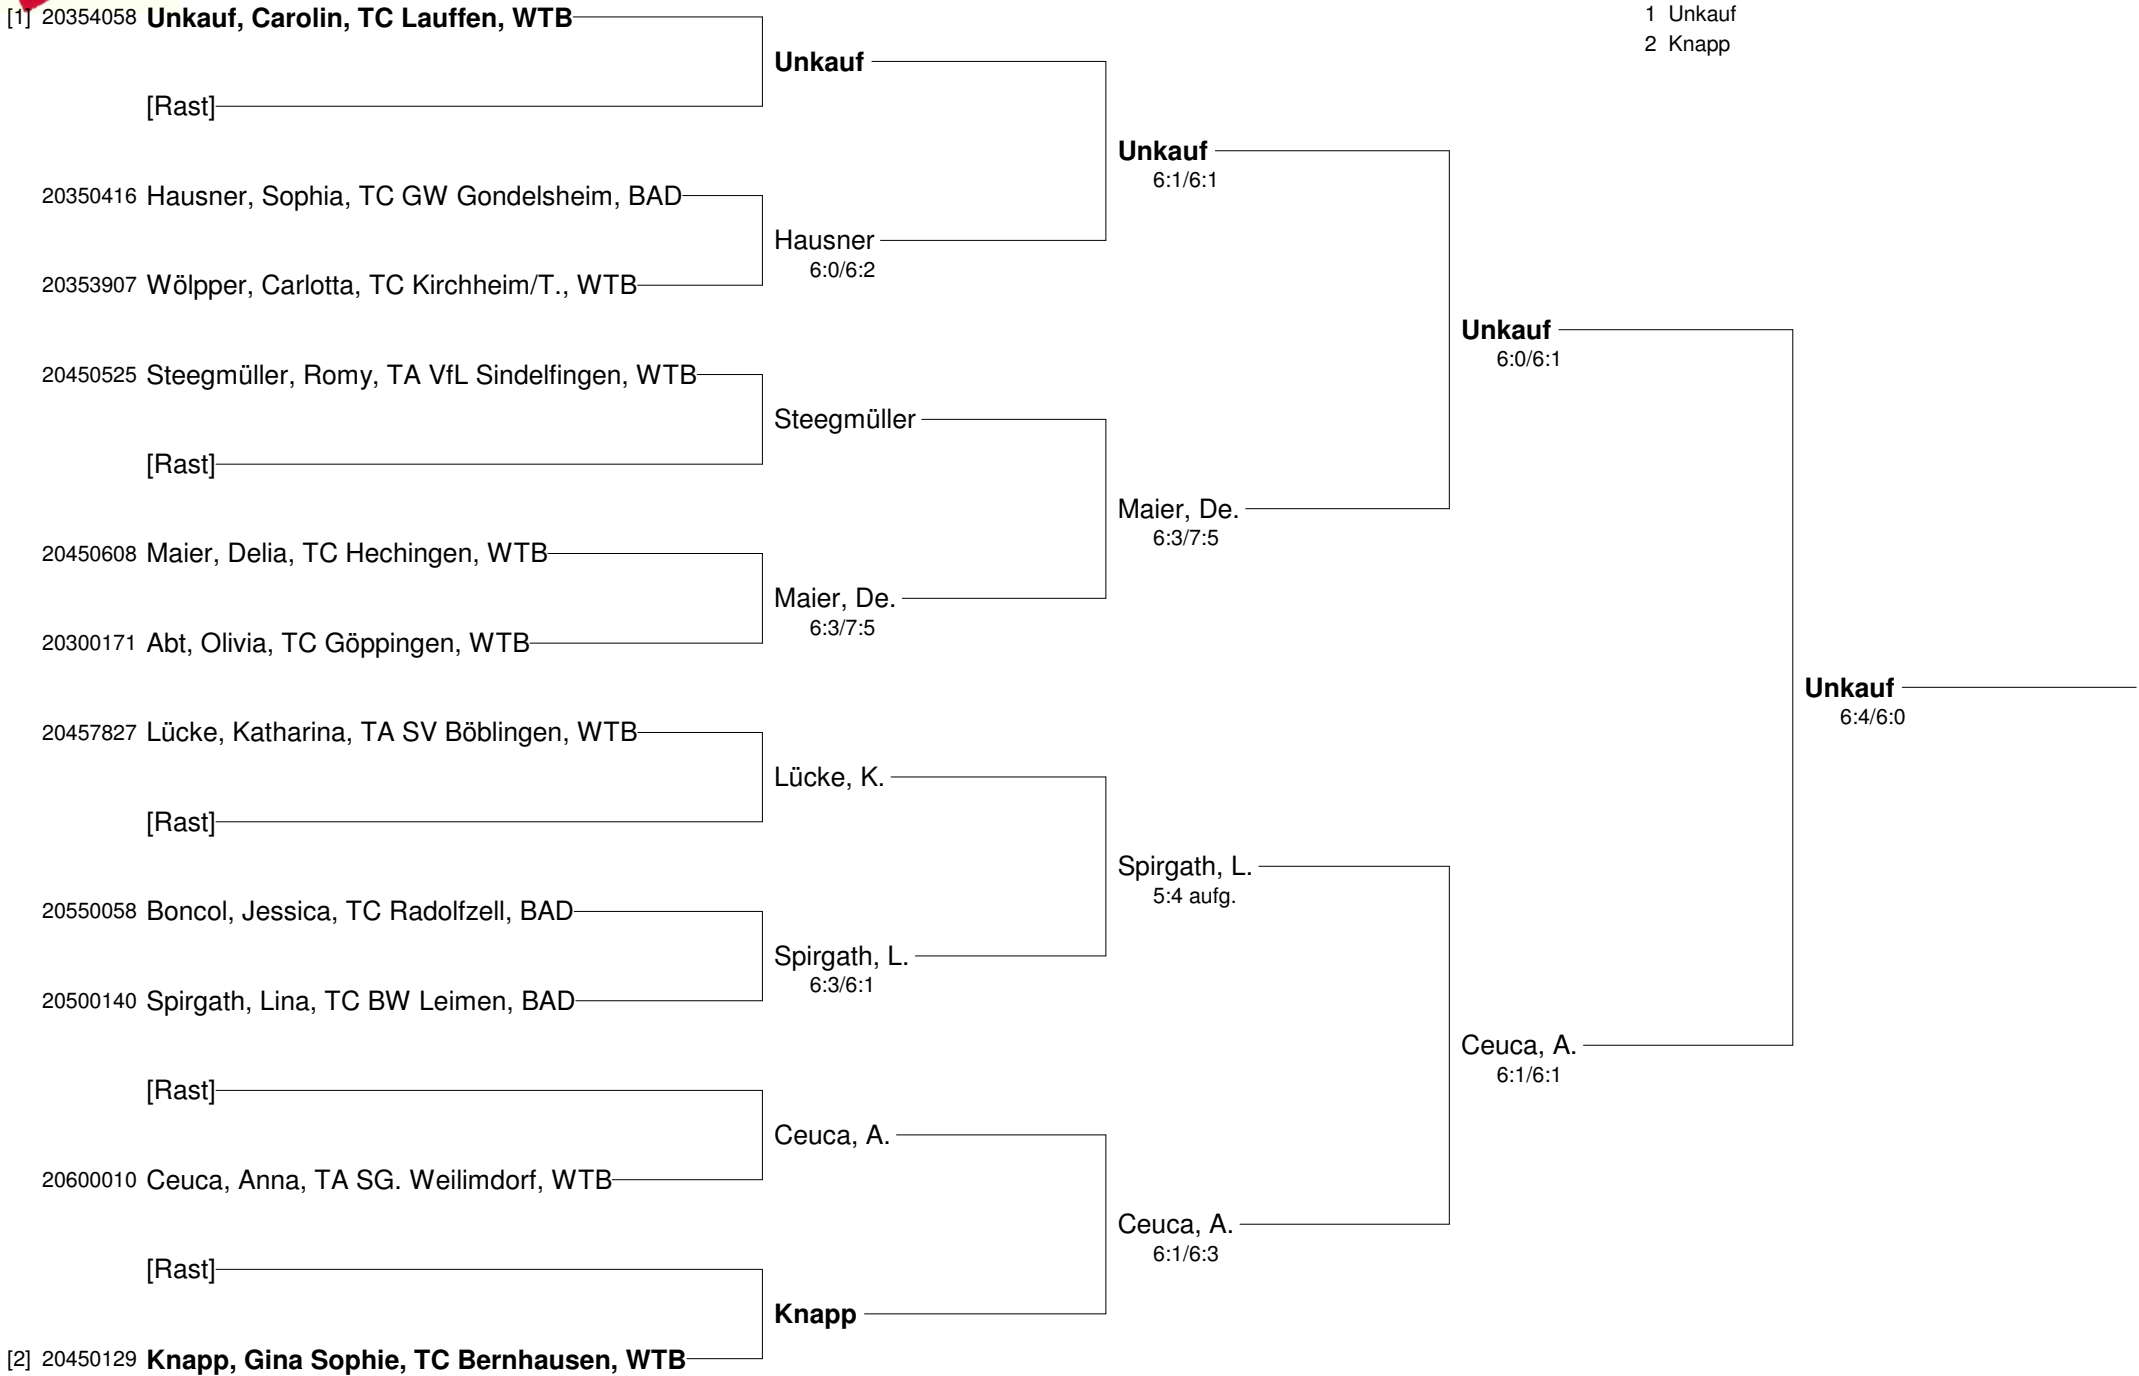 [1] 20354058 Unkauf, Carolin, TC Lauffen, WTB
1 Unkauf
2 Knapp
Unkauf
[Rast]
Unkauf
6:1/6:1
20350416 Hausner, Sophia, TC GW Gondelsheim, BAD
Hausner
6:0/6:2
20353907 Wölpper, Carlotta, TC Kirchheim/T., WTB
Unkauf
6:0/6:1
20450525 Steegmüller, Romy, TA VfL Sindelfingen, WTB
Steegmüller
[Rast]
Maier, De.
6:3/7:5
20450608 Maier, Delia, TC Hechingen, WTB
Maier, De.
6:3/7:5
20300171 Abt, Olivia, TC Göppingen, WTB
Unkauf
6:4/6:0
20457827 Lücke, Katharina, TA SV Böblingen, WTB
Lücke, K.
[Rast]
Spirgath, L.
5:4 aufg.
20550058 Boncol, Jessica, TC Radolfzell, BAD
Spirgath, L.
6:3/6:1
20500140 Spirgath, Lina, TC BW Leimen, BAD
Ceuca, A.
6:1/6:1
[Rast]
Ceuca, A.
20600010 Ceuca, Anna, TA SG. Weilimdorf, WTB
Ceuca, A.
6:1/6:3
[Rast]
Knapp
[2] 20450129 Knapp, Gina Sophie, TC Bernhausen, WTB